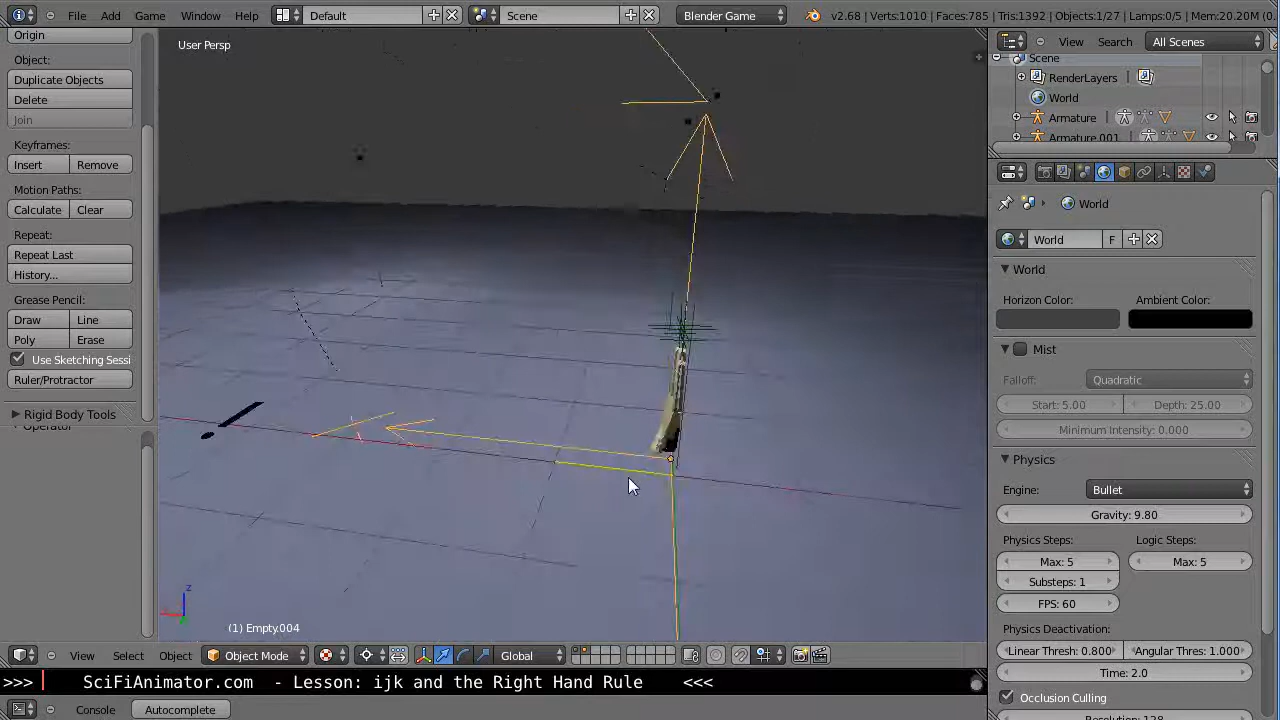 File Add Game Window Help Default Scene Blender Game v2.68 | Verts:1010 | Faces:785 | Tris:1392 | Objects:1/27 | Lamps:0/5 | Mem:20.20M (0.
Origin
Object:
Duplicate Objects
Delete
Join
Keyframes:
Insert Remove
Motion Paths:
Calculate Clear
Repeat:
Repeat Last
History...
Grease Pencil:
Draw Line
Poly Erase
Use Sketching Sessi
Ruler/Protractor
Rigid Body Tools
Operator
User Persp
z
(1) Empty.004
View Search All Scenes
Scene
RenderLayers |
World
Armature |
Armature.001
World
World F
World
Horizon Color: Ambient Color:
Mist
Falloff: Quadratic
Start: 5.00 Depth: 25.00
Minimum Intensity: 0.000
Physics
Engine: Bullet
Gravity: 9.80
Physics Steps: Logic Steps:
Max: 5 Max: 5
Substeps: 1
FPS: 60
Physics Deactivation:
Linear Thresh: 0.800 Angular Thres: 1.000
Time: 2.0
Occlusion Culling
Resolution: 128
View Select Object Object Mode Global
>>> SciFiAnimator.com - Lesson: ijk and the Right Hand Rule <<<
Console Autocomplete